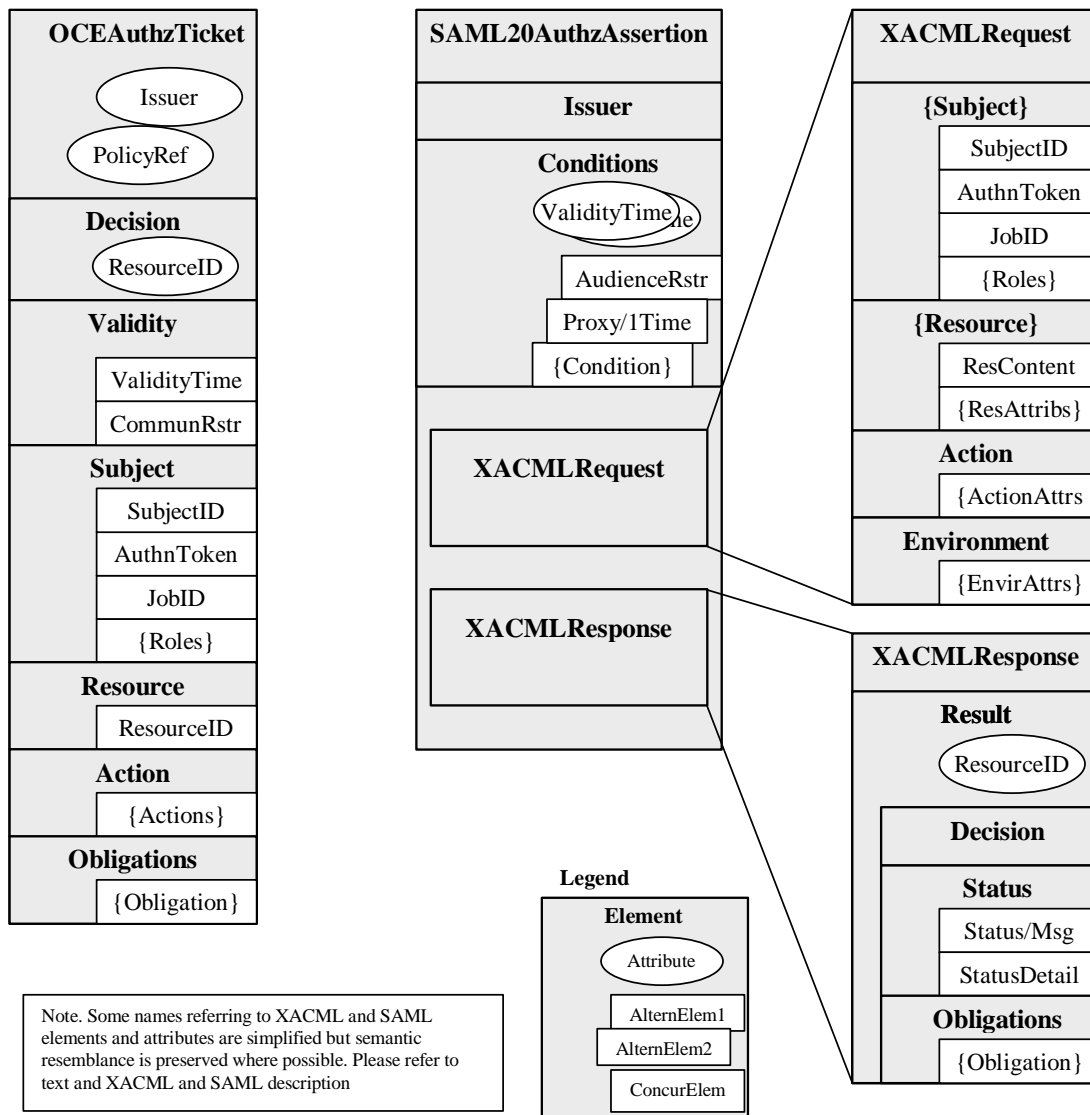 OCEAuthzTicket
Issuer
PolicyRef
Decision
ResourceID
Validity
ValidityTime
CommunRstr
Subject
SubjectID
AuthnToken
JobID
{Roles}
Resource
ResourceID
Action
{Actions}
Obligations
{Obligation}
SAML20AuthzAssertion
Issuer
Conditions
ValidityTime
ne
AudienceRstr
Proxy/1Time
{Condition}
XACMLRequest
XACMLResponse
XACMLRequest
{Subject}
SubjectID
AuthnToken
JobID
{Roles}
{Resource}
ResContent
{ResAttribs}
Action
{ActionAttrs
Environment
{EnvirAttrs}
XACMLResponse
Result
ResourceID
Decision
Status
Status/Msg
StatusDetail
Obligations
{Obligation}
Legend
Element
Attribute
AlternElem1
AlternElem2
ConcurElem
Note. Some names referring to XACML and SAML
elements and attributes are simplified but semantic
resemblance is preserved where possible. Please refer to
text and XACML and SAML description